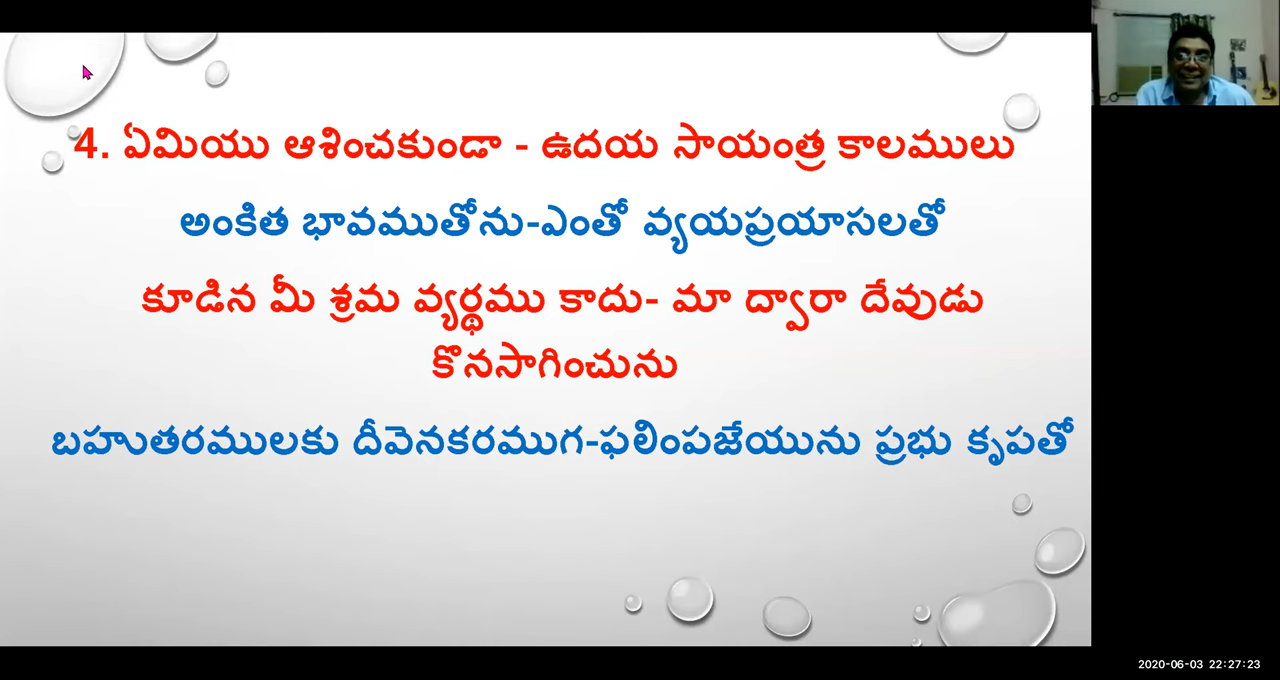 4. ఏమియు ఆశించకుండా - ఉదయ సాయంత్ర కాలములు
అంకిత భావముతోను-ఎంతో వ్యయప్రయాసలతో
కూడిన మీ శ్రమ వ్యర్థము కాదు- మా ద్వారా దేవుడు
కొనసాగించును
బహుతరములకు దీవెనకరముగ-ఫలింపజేయును ప్రభు కృపతో
2020-06-03 22:27:23